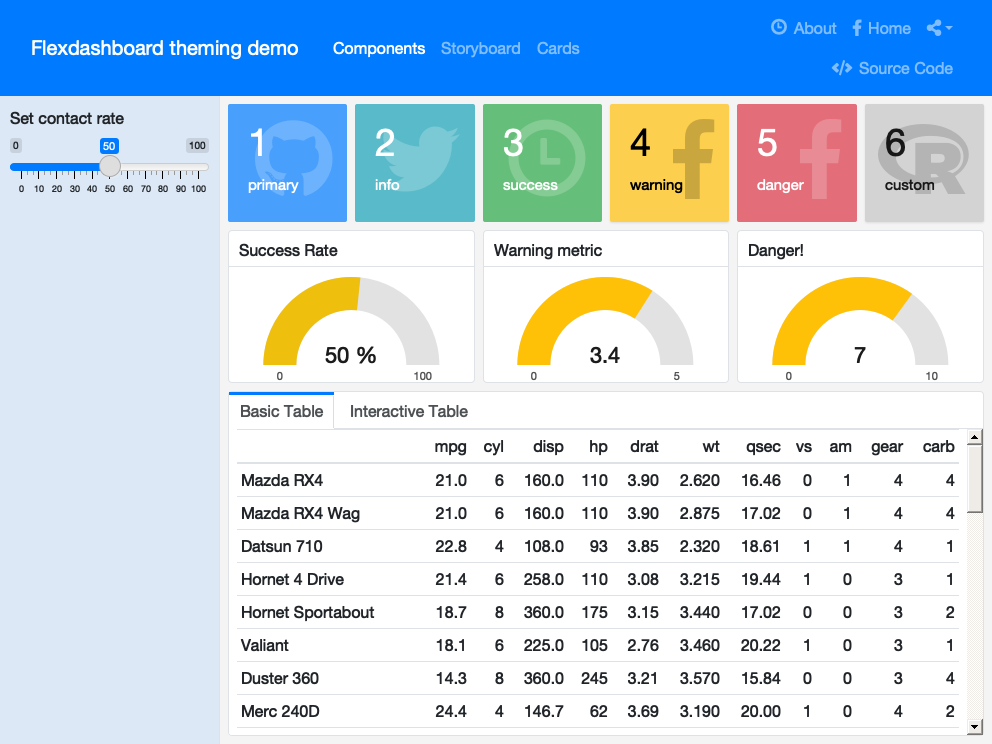 Flexdashboard theming demo
Components Storyboard Cards
About Home
Source Code
Set contact rate
0 50 100
0 10 20 30 40 50 60 70 80 90 100
1
primary
2
info
3
success
4
warning
5
danger
6
custom
R
Success Rate
50 %
0 100
Warning metric
3.4
0 5
Danger!
7
0 10
Basic Table Interactive Table
mpg cyl disp hp drat wt qsec vs am gear carb
Mazda RX4 21.0 6 160.0 110 3.90 2.620 16.46 0 1 4 4
Mazda RX4 Wag 21.0 6 160.0 110 3.90 2.875 17.02 0 1 4 4
Datsun 710 22.8 4 108.0 93 3.85 2.320 18.61 1 1 4 1
Hornet 4 Drive 21.4 6 258.0 110 3.08 3.215 19.44 1 0 3 1
Hornet Sportabout 18.7 8 360.0 175 3.15 3.440 17.02 0 0 3 2
Valiant 18.1 6 225.0 105 2.76 3.460 20.22 1 0 3 1
Duster 360 14.3 8 360.0 245 3.21 3.570 15.84 0 0 3 4
Merc 240D 24.4 4 146.7 62 3.69 3.190 20.00 1 0 4 2